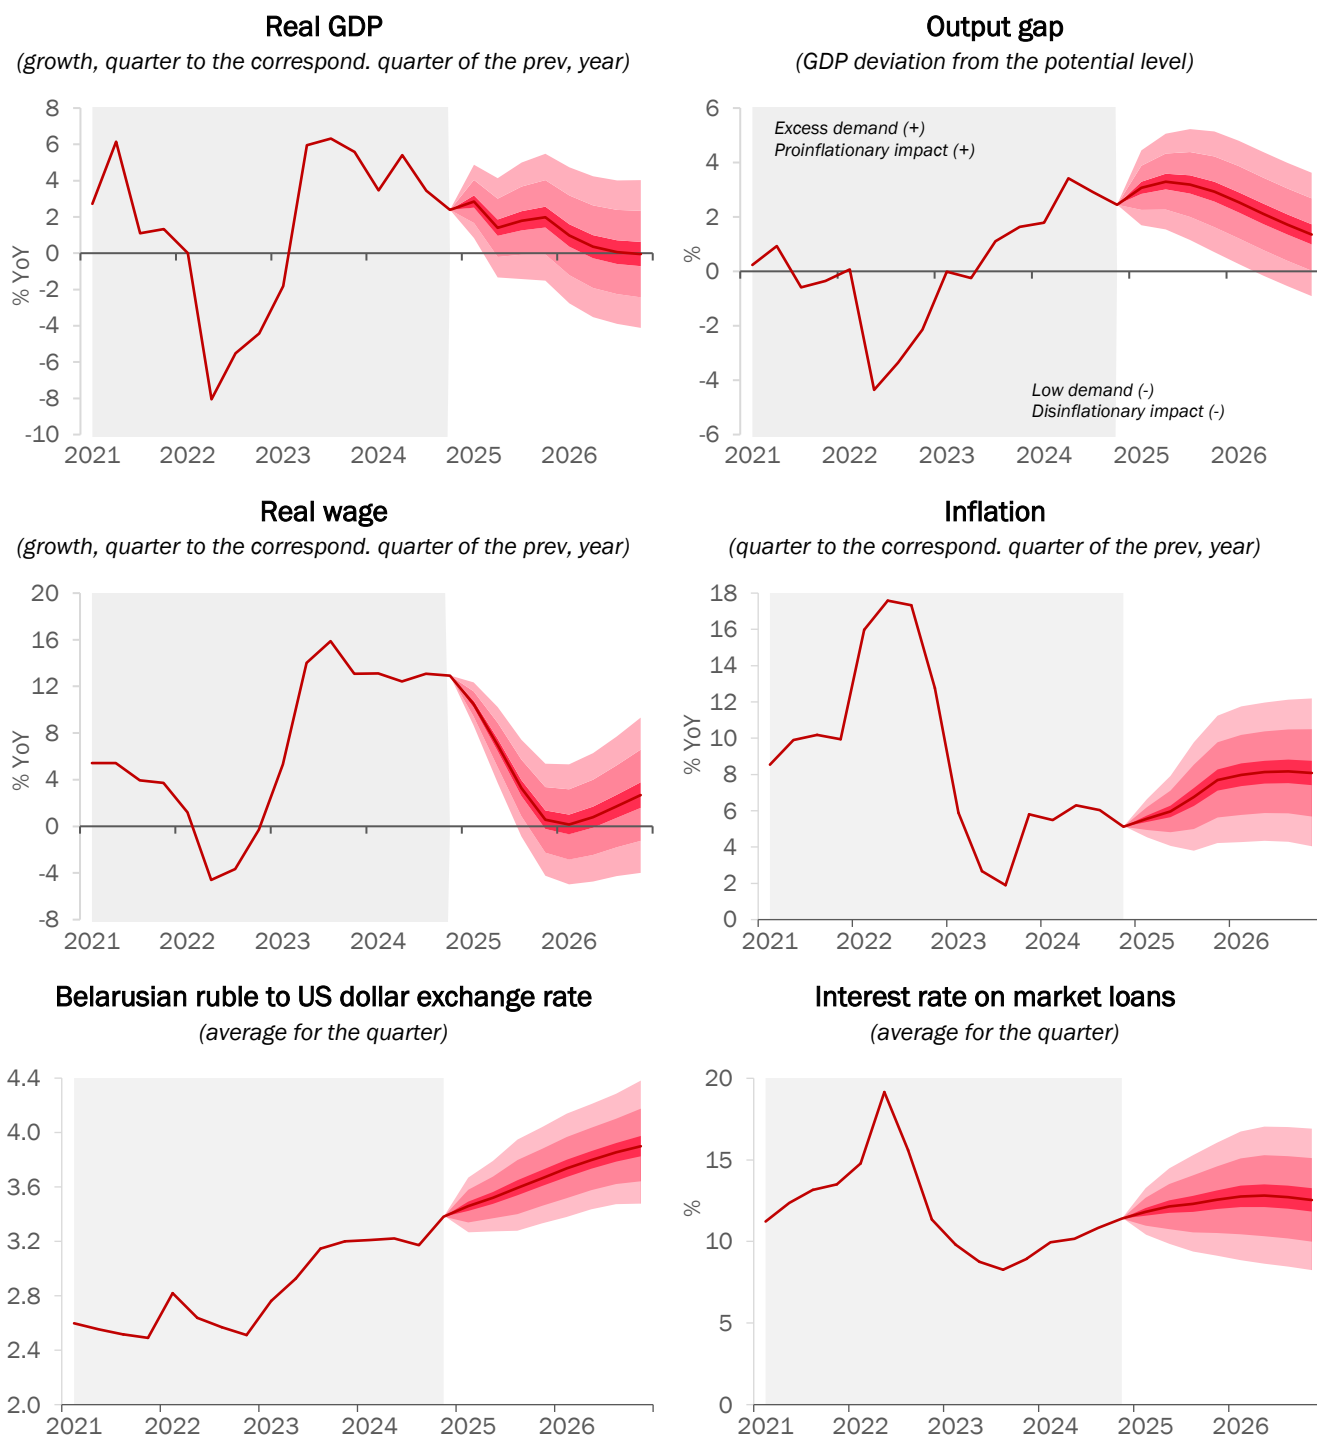 Real GDP
(growth, quarter to the correspond. quarter of the prev, year)
8
6
4
2
0
-2
-4
-6
-8
-10
% YoY
2021 2022 2023 2024 2025 2026
Output gap
(GDP deviation from the potential level)
6
4
2
0
-2
-4
-6
%
Excess demand (+)
Proinflationary impact (+)
Low demand (-)
Disinflationary impact (-)
2021 2022 2023 2024 2025 2026
Real wage
(growth, quarter to the correspond. quarter of the prev, year)
20
16
12
8
4
0
-4
-8
% YoY
2021 2022 2023 2024 2025 2026
Inflation
(quarter to the correspond. quarter of the prev, year)
18
16
14
12
10
8
6
4
2
0
% YoY
2021 2022 2023 2024 2025 2026
Belarusian ruble to US dollar exchange rate
(average for the quarter)
4.4
4.0
3.6
3.2
2.8
2.4
2.0
2021 2022 2023 2024 2025 2026
Interest rate on market loans
(average for the quarter)
20
15
10
5
0
%
2021 2022 2023 2024 2025 2026